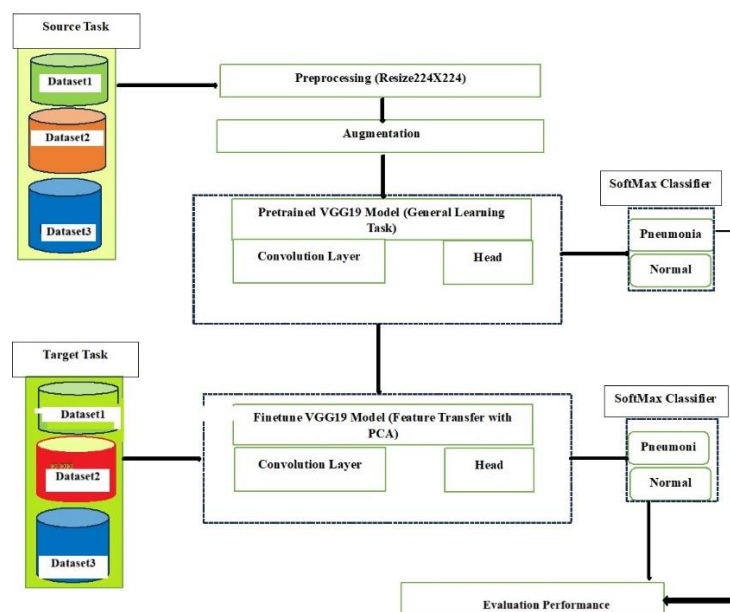 Source Task
Dataset1
Dataset2
Dataset3
Preprocessing (Resize224X224)
Augmentation
Pretrained VGG19 Model (General Learning
Task)
Convolution Layer
Head
SoftMax Classifier
Pneumonia
Normal
Target Task
Dataset1
Dataset2
Dataset3
Finetune VGG19 Model (Feature Transfer with
PCA)
Convolution Layer
Head
SoftMax Classifier
Pneumoni
Normal
Evaluation Performance